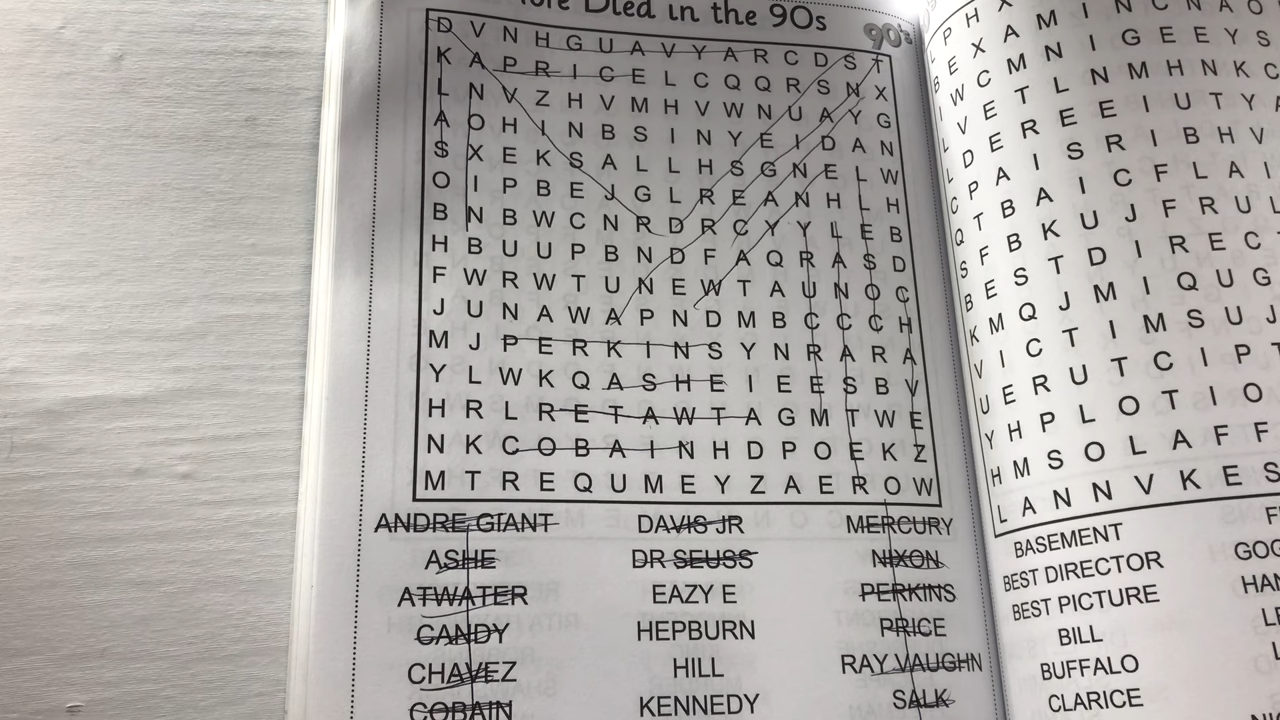 Died in the 90s
90's
D V N H G U A V Y A R C D S T
K A P R I C E L C Q Q R S N X
L N V Z H V M H V W N U A Y G
A O H I N B S I N Y E I D A N
S X E K S A L L H S G N E L W
O I P B E J G L R E A N H L H
B N B W C N R D R C Y Y L E B
H B U U P B N D F A Q R A S D
F W R W T U N E W T A U N O C
J U N A W A P N D M B C C C H
M J P E R K I N S Y N R A R A
Y L W K Q A S H E I E E S B V
H R L R E T A W T A G M T W E
N K C O B A I N H D P O E K Z
M T R E Q U M E Y Z A E R O W
ANDRE GIANT DAVIS JR MERCURY
ASHE DR SEUSS NIXON
ATWATER EAZY E PERKINS
CANDY HEPBURN PRICE
CHAVEZ HILL RAY VAUGHN
COBAIN KENNEDY SALK
L P H X
B E X A M I N C N A O
I W C M N I G E E Y S
L V E T L N M H N K C
L D E R E E I U T Y
C P A I S R I B H V
Q T B A I C F L A I
S F B K U J F R U L
B E S T D I R E C T
K M Q J M I Q U G
V I C T I M S U J
U E R U T C I P T
Y H P L O T I O
H M S O L A F F
L A N N V K E S
BASEMENT
BEST DIRECTOR
BEST PICTURE
BILL
BUFFALO
CLARICE